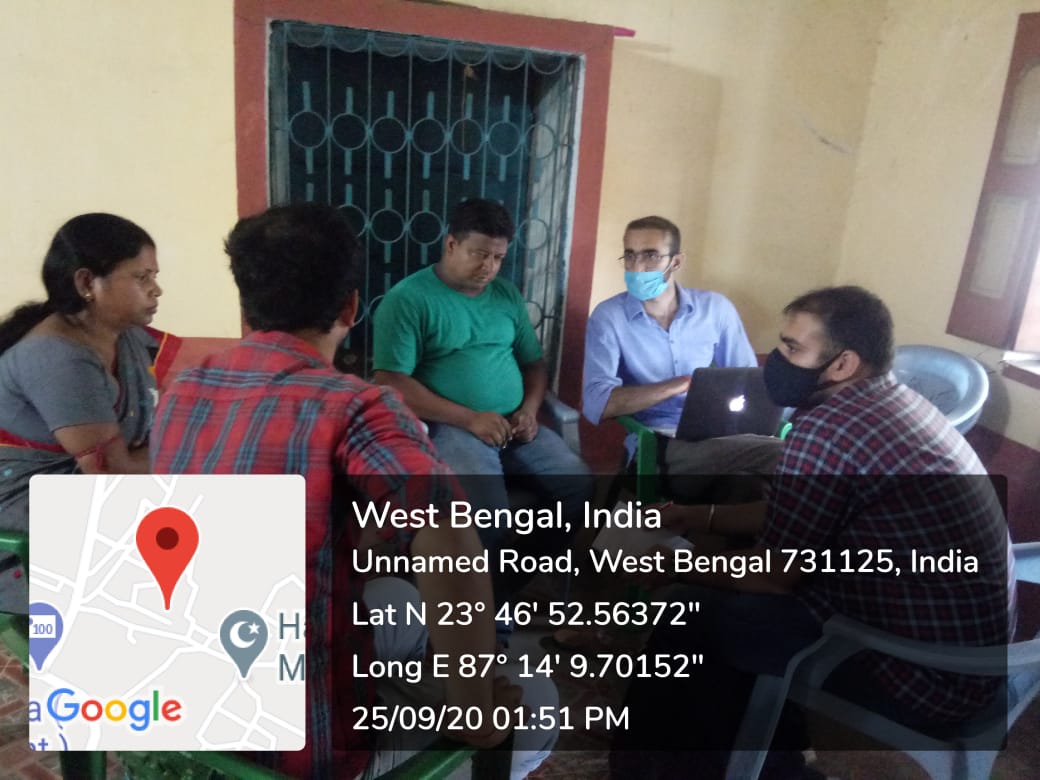 West Bengal, India
Unnamed Road, West Bengal 731125, India
Lat N 23° 46' 52.56372"
Long E 87° 14' 9.70152"
25/09/20 01:51 PM
100
Google